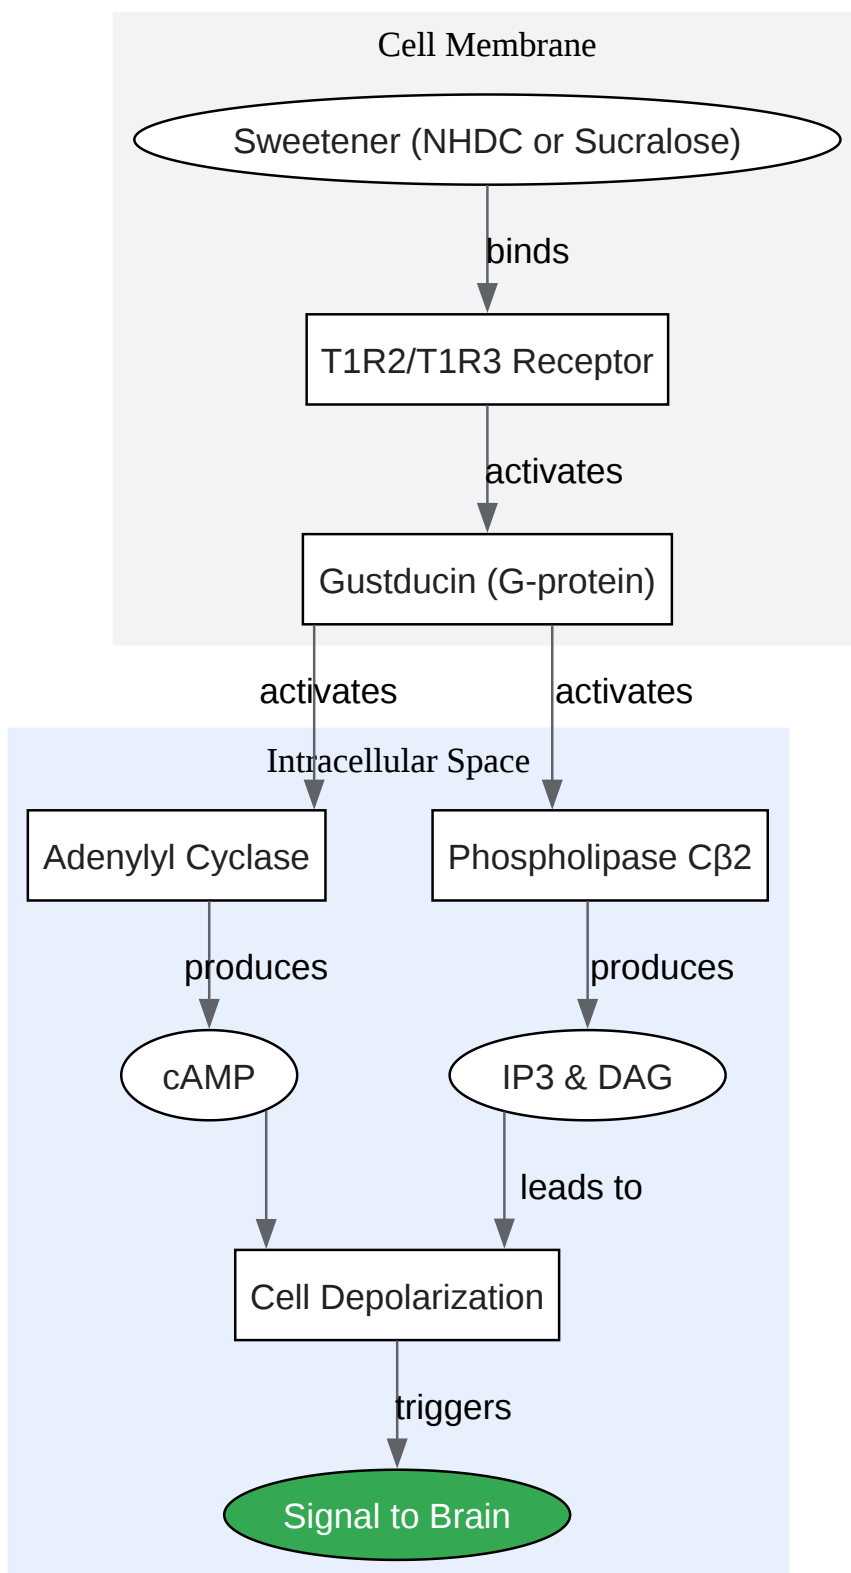 Cell Membrane
Sweetener (NHDC or Sucralose)
binds
T1R2/T1R3 Receptor
activates
Gustducin (G-protein)
activates
activates
Intracellular Space
Adenylyl Cyclase
Phospholipase Cβ2
produces
produces
cAMP
IP3 & DAG
leads to
Cell Depolarization
triggers
Signal to Brain